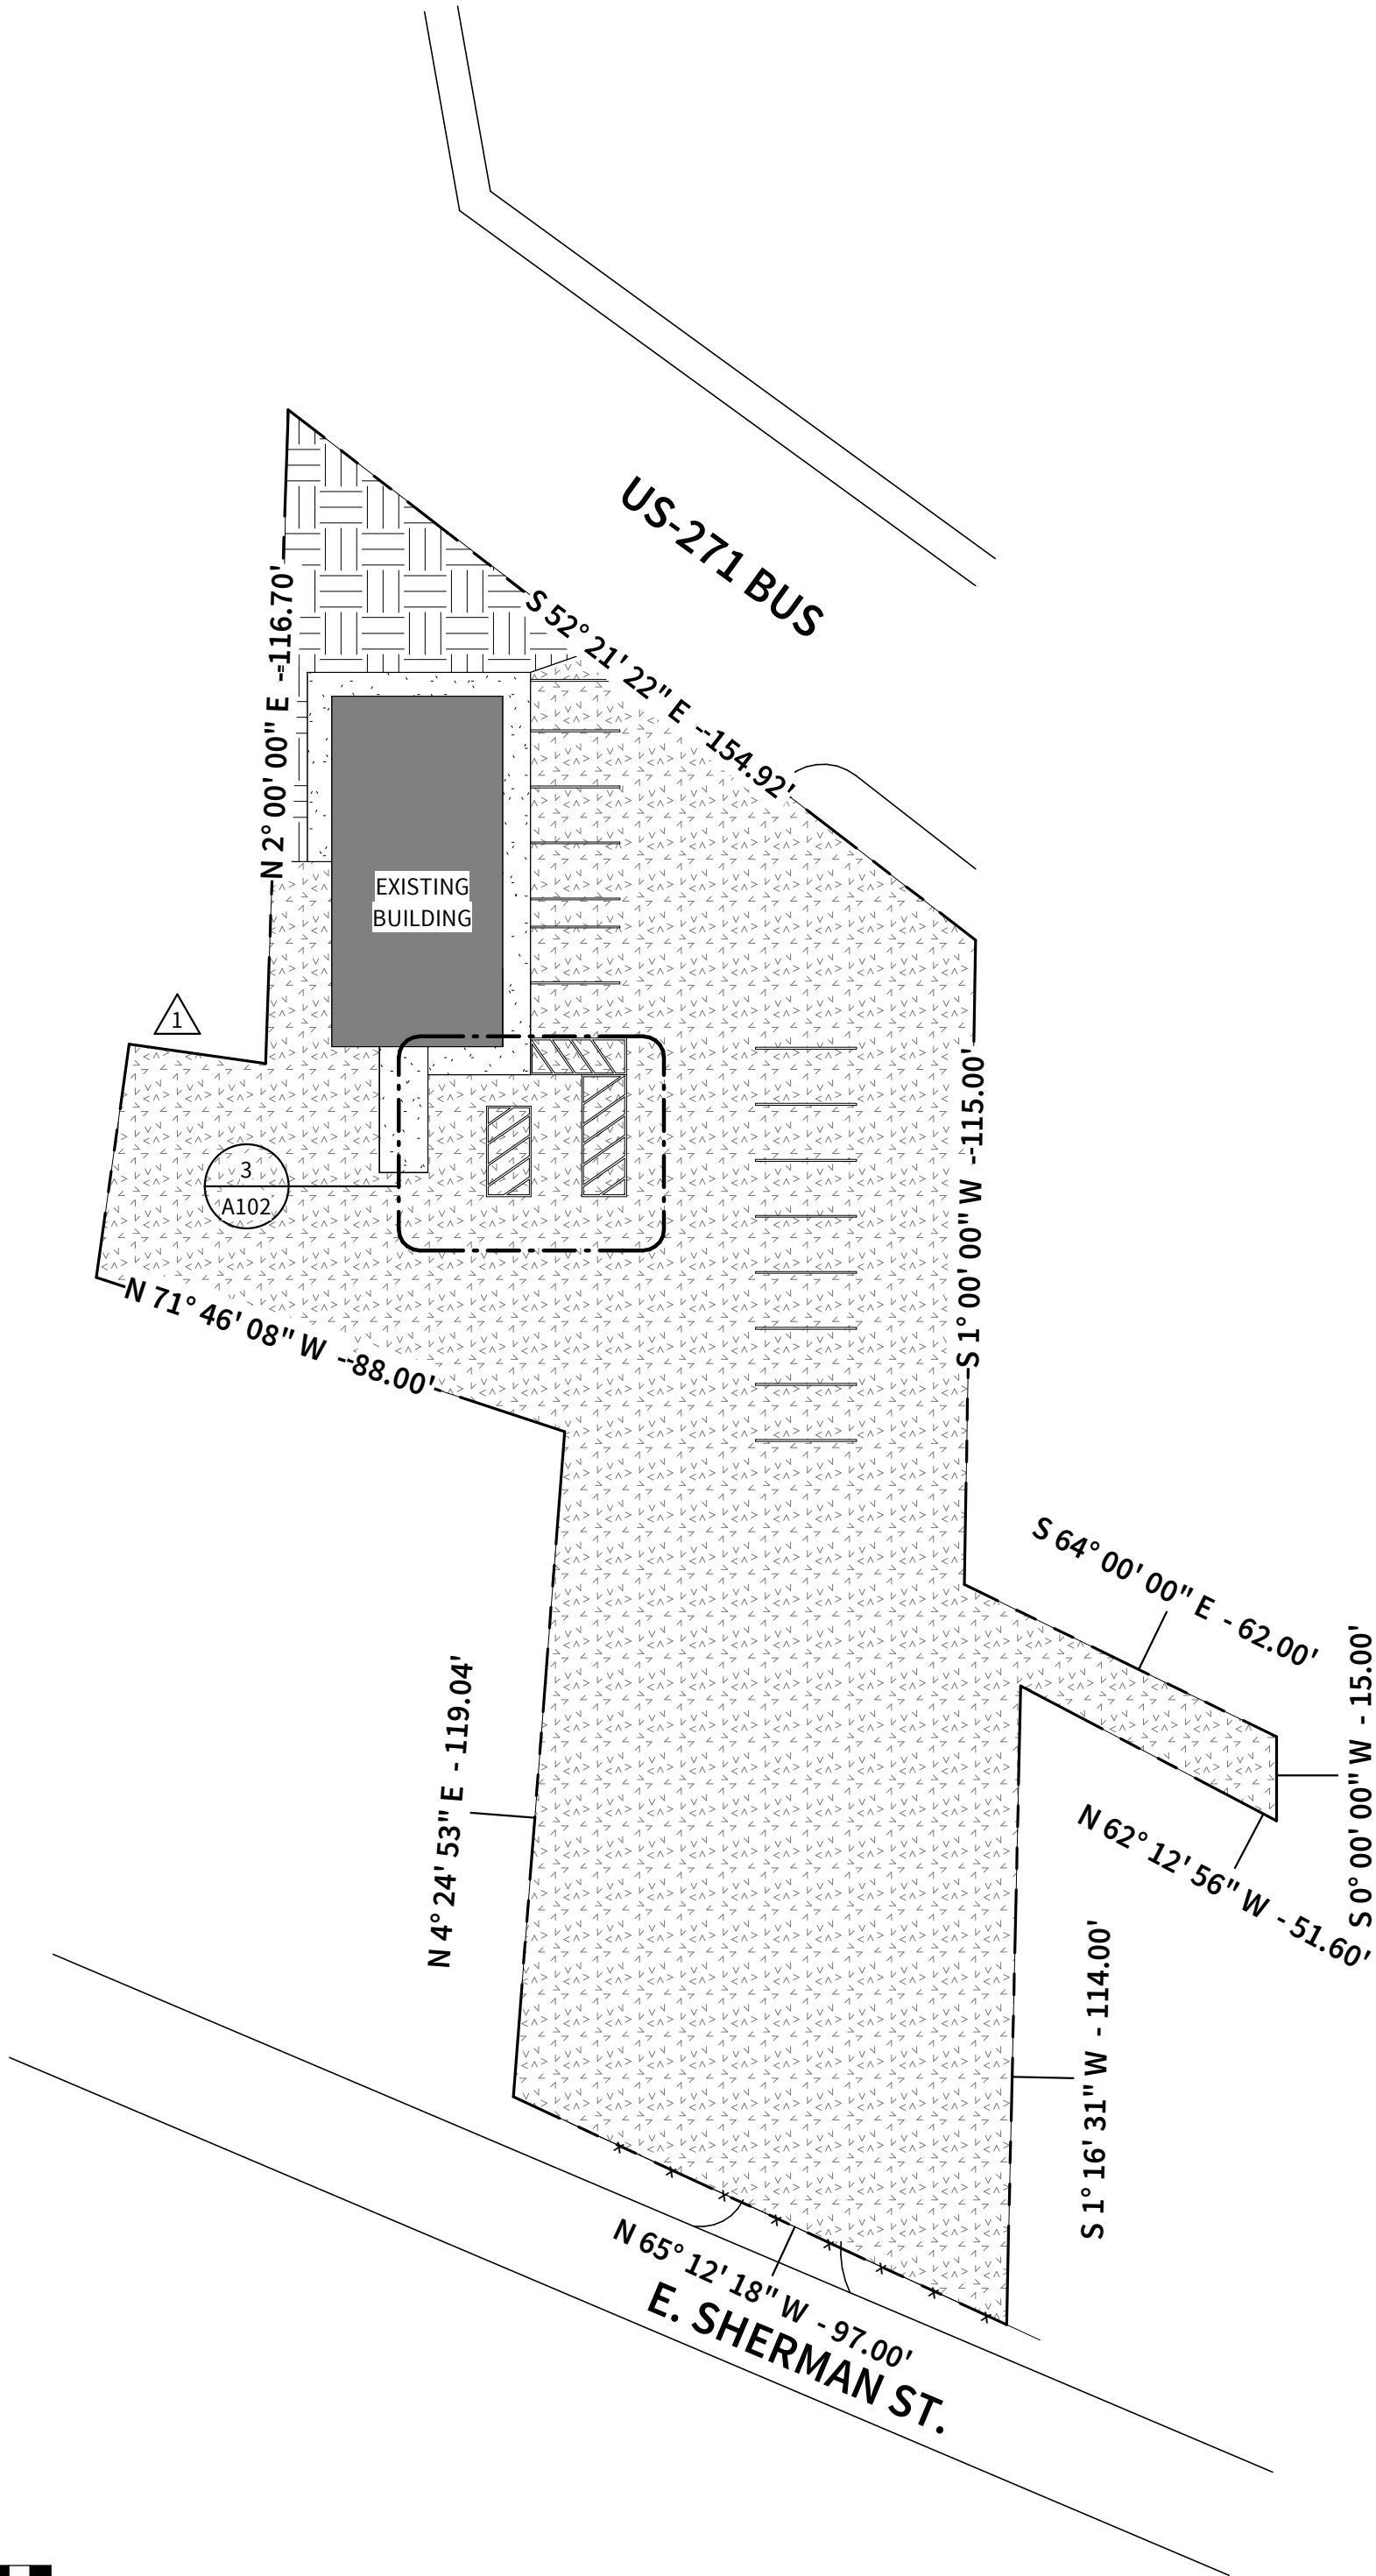 US-271 BUS
N 2° 00' 00" E - 116.70'
S 52° 21' 22" E - 154.92'
EXISTING
BUILDING
1
3
A102
S 1° 00' 00" W - 115.00'
N 71° 46' 08" W - 88.00'
S 64° 00' 00" E - 62.00'
S 0° 00' 00" W - 15.00'
N 4° 24' 53" E - 119.04'
N 62° 12' 56" W - 51.60'
S 1° 16' 31" W - 114.00'
N 65° 12' 18" W - 97.00'
E. SHERMAN ST.